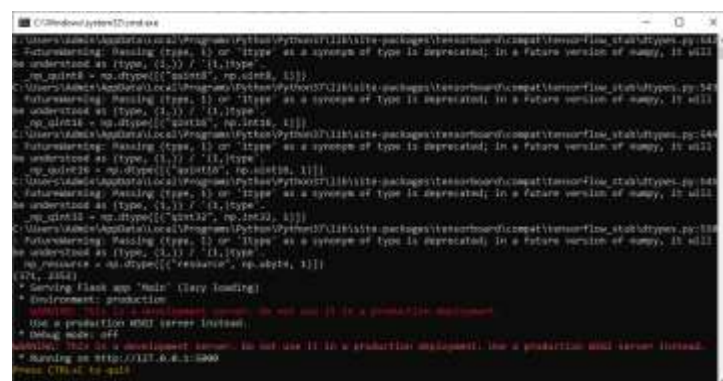 C:\Windows\system32\cmd.exe
C:\Users\Admin\AppData\Local\Programs\Python\Python37\lib\site-packages\tensorboard\compat\tensorflow_stub\dtypes.py:542
: FutureWarning: Passing (type, 1) or '1type' as a synonym of type is deprecated; in a future version of numpy, it will
be understood as (type, (1,)) / '(1,)type'.
_np_quint8 = np.dtype([("quint8", np.uint8, 1)])
C:\Users\Admin\AppData\Local\Programs\Python\Python37\lib\site-packages\tensorboard\compat\tensorflow_stub\dtypes.py:543
: FutureWarning: Passing (type, 1) or '1type' as a synonym of type is deprecated; in a future version of numpy, it will
be understood as (type, (1,)) / '(1,)type'.
_np_qint16 = np.dtype([("qint16", np.int16, 1)])
C:\Users\Admin\AppData\Local\Programs\Python\Python37\lib\site-packages\tensorboard\compat\tensorflow_stub\dtypes.py:544
: FutureWarning: Passing (type, 1) or '1type' as a synonym of type is deprecated; in a future version of numpy, it will
be understood as (type, (1,)) / '(1,)type'.
_np_quint16 = np.dtype([("quint16", np.uint16, 1)])
C:\Users\Admin\AppData\Local\Programs\Python\Python37\lib\site-packages\tensorboard\compat\tensorflow_stub\dtypes.py:545
: FutureWarning: Passing (type, 1) or '1type' as a synonym of type is deprecated; in a future version of numpy, it will
be understood as (type, (1,)) / '(1,)type'.
_np_qint32 = np.dtype([("qint32", np.int32, 1)])
C:\Users\Admin\AppData\Local\Programs\Python\Python37\lib\site-packages\tensorboard\compat\tensorflow_stub\dtypes.py:550
: FutureWarning: Passing (type, 1) or '1type' as a synonym of type is deprecated; in a future version of numpy, it will
be understood as (type, (1,)) / '(1,)type'.
np_resource = np.dtype([("resource", np.ubyte, 1)])
* Serving Flask app 'Main' (lazy loading)
* Environment: production
WARNING: This is a development server. Do not use it in a production deployment.
Use a production WSGI server instead.
* Debug mode: off
WARNING: This is a development server. Do not use it in a production deployment. Use a production WSGI server instead.
* Running on http://127.0.0.1:5000
Press CTRL+C to quit